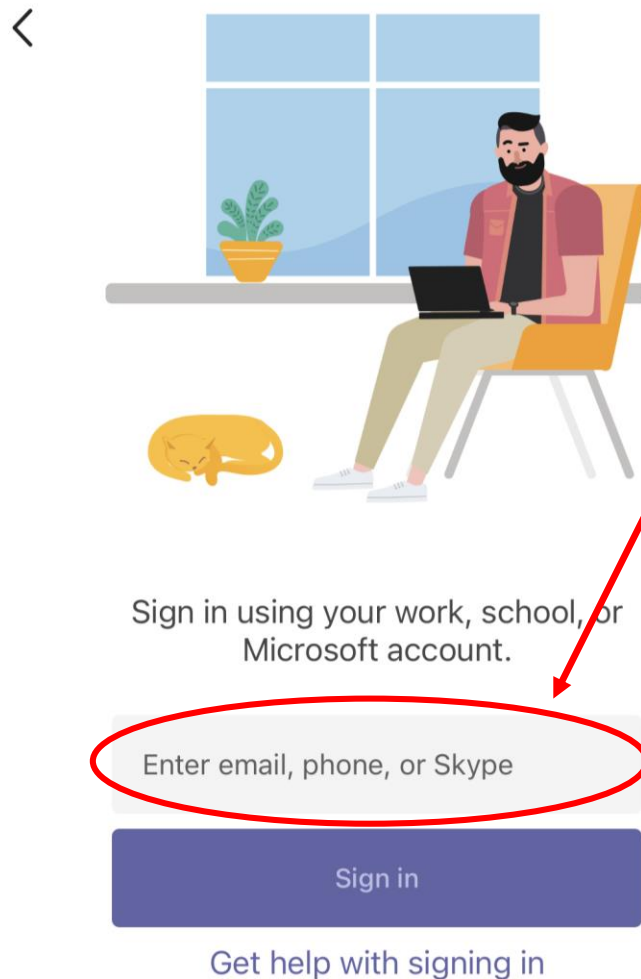 Sign in using your work, school, or
Microsoft account.
Enter email, phone, or Skype
Sign in
Get help with signing in